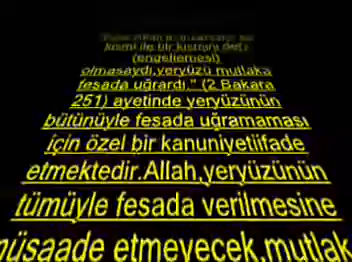 kısmı ile bir kısmını def'i
(engellemesi)
olmasaydı,yeryüzü mutlaka
fesada uğrardı." (2 Bakara
251) ayetinde yeryüzünün
bütünüyle fesada uğramaması
için özel bir kanuniyetiifade
etmektedir.Allah,yeryüzünün
tümüyle fesada verilmesine
müsaade etmeyecek,mutlak